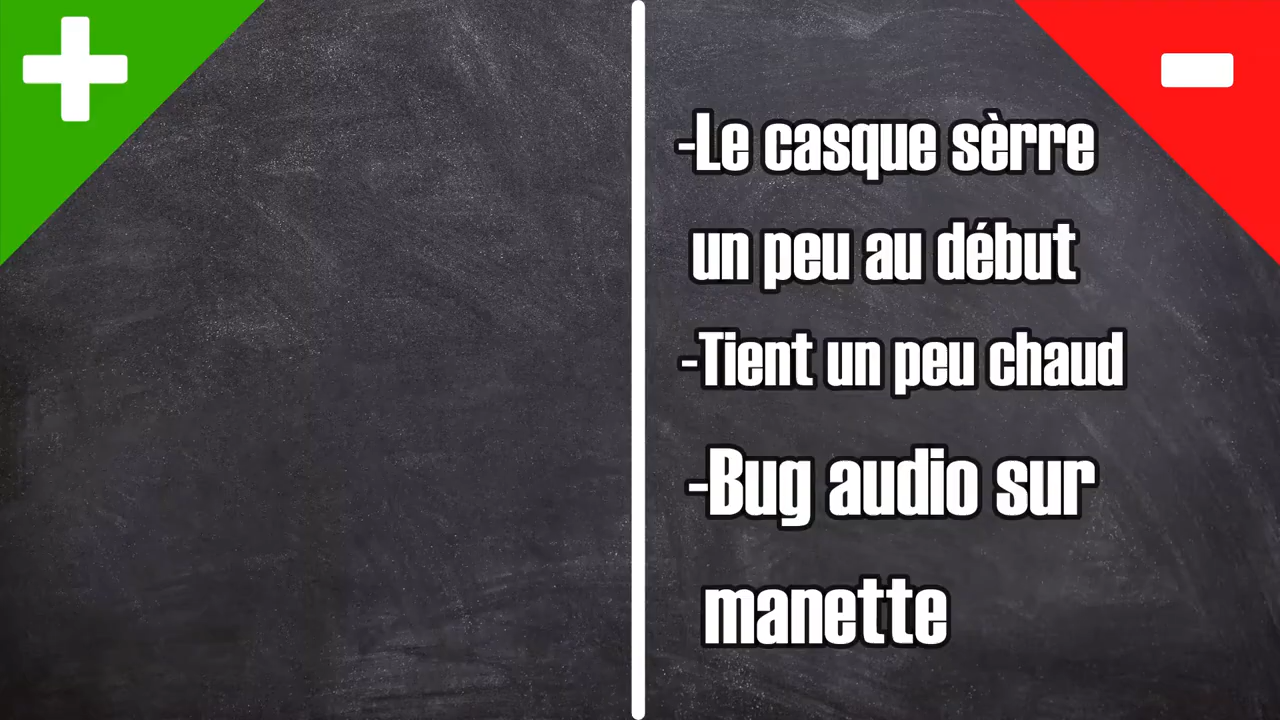 -Le casque sèrre
un peu au début
-Tient un peu chaud
-Bug audio sur
manette